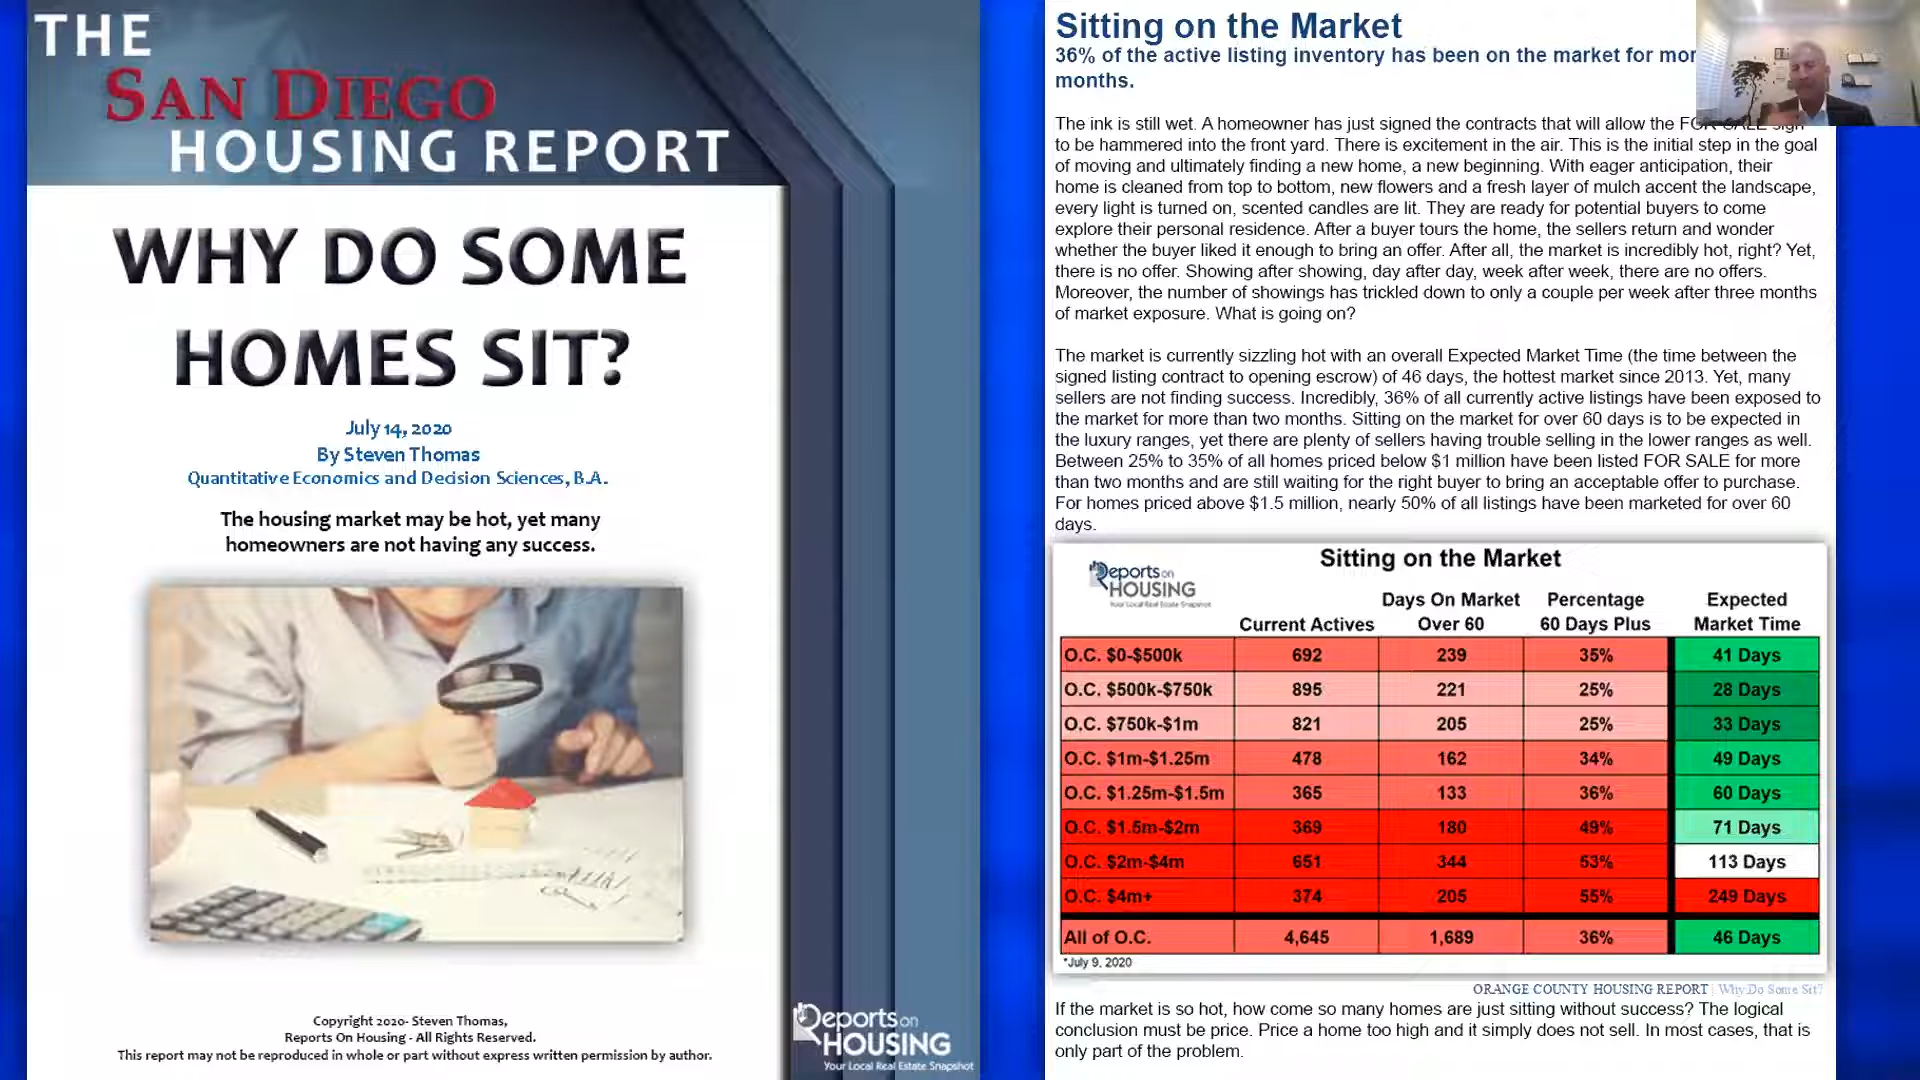 THE
SAN DIEGO
HOUSING REPORT
WHY DO SOME
HOMES SIT?
July 14, 2020
By Steven Thomas
Quantitative Economics and Decision Sciences, B.A.
The housing market may be hot, yet many
homeowners are not having any success.
Copyright 2020- Steven Thomas,
Reports On Housing - All Rights Reserved.
This report may not be reproduced in whole or part without express written permission by author.
Reports on
HOUSING
Your Local Real Estate Snapshot
Sitting on the Market
36% of the active listing inventory has been on the market for mor
months.
The ink is still wet. A homeowner has just signed the contracts that will allow the FOR SALE sign
to be hammered into the front yard. There is excitement in the air. This is the initial step in the goal
of moving and ultimately finding a new home, a new beginning. With eager anticipation, their
home is cleaned from top to bottom, new flowers and a fresh layer of mulch accent the landscape,
every light is turned on, scented candles are lit. They are ready for potential buyers to come
explore their personal residence. After a buyer tours the home, the sellers return and wonder
whether the buyer liked it enough to bring an offer. After all, the market is incredibly hot, right? Yet,
there is no offer. Showing after showing, day after day, week after week, there are no offers.
Moreover, the number of showings has trickled down to only a couple per week after three months
of market exposure. What is going on?
The market is currently sizzling hot with an overall Expected Market Time (the time between the
signed listing contract to opening escrow) of 46 days, the hottest market since 2013. Yet, many
sellers are not finding success. Incredibly, 36% of all currently active listings have been exposed to
the market for more than two months. Sitting on the market for over 60 days is to be expected in
the luxury ranges, yet there are plenty of sellers having trouble selling in the lower ranges as well.
Between 25% to 35% of all homes priced below $1 million have been listed FOR SALE for more
than two months and are still waiting for the right buyer to bring an acceptable offer to purchase.
For homes priced above $1.5 million, nearly 50% of all listings have been marketed for over 60
days.
Reports on
HOUSING
Your Local Real Estate Snapshot
Sitting on the Market
Current Actives Days On Market Over 60 Percentage 60 Days Plus Expected Market Time
O.C. $0-$500k 692 239 35% 41 Days
O.C. $500k-$750k 895 221 25% 28 Days
O.C. $750k-$1m 821 205 25% 33 Days
O.C. $1m-$1.25m 478 162 34% 49 Days
O.C. $1.25m-$1.5m 365 133 36% 60 Days
O.C. $1.5m-$2m 369 180 49% 71 Days
O.C. $2m-$4m 651 344 53% 113 Days
O.C. $4m+ 374 205 55% 249 Days
All of O.C. 4,645 1,689 36% 46 Days
*July 9, 2020
ORANGE COUNTY HOUSING REPORT | Why Do Some Sit?
If the market is so hot, how come so many homes are just sitting without success? The logical
conclusion must be price. Price a home too high and it simply does not sell. In most cases, that is
only part of the problem.